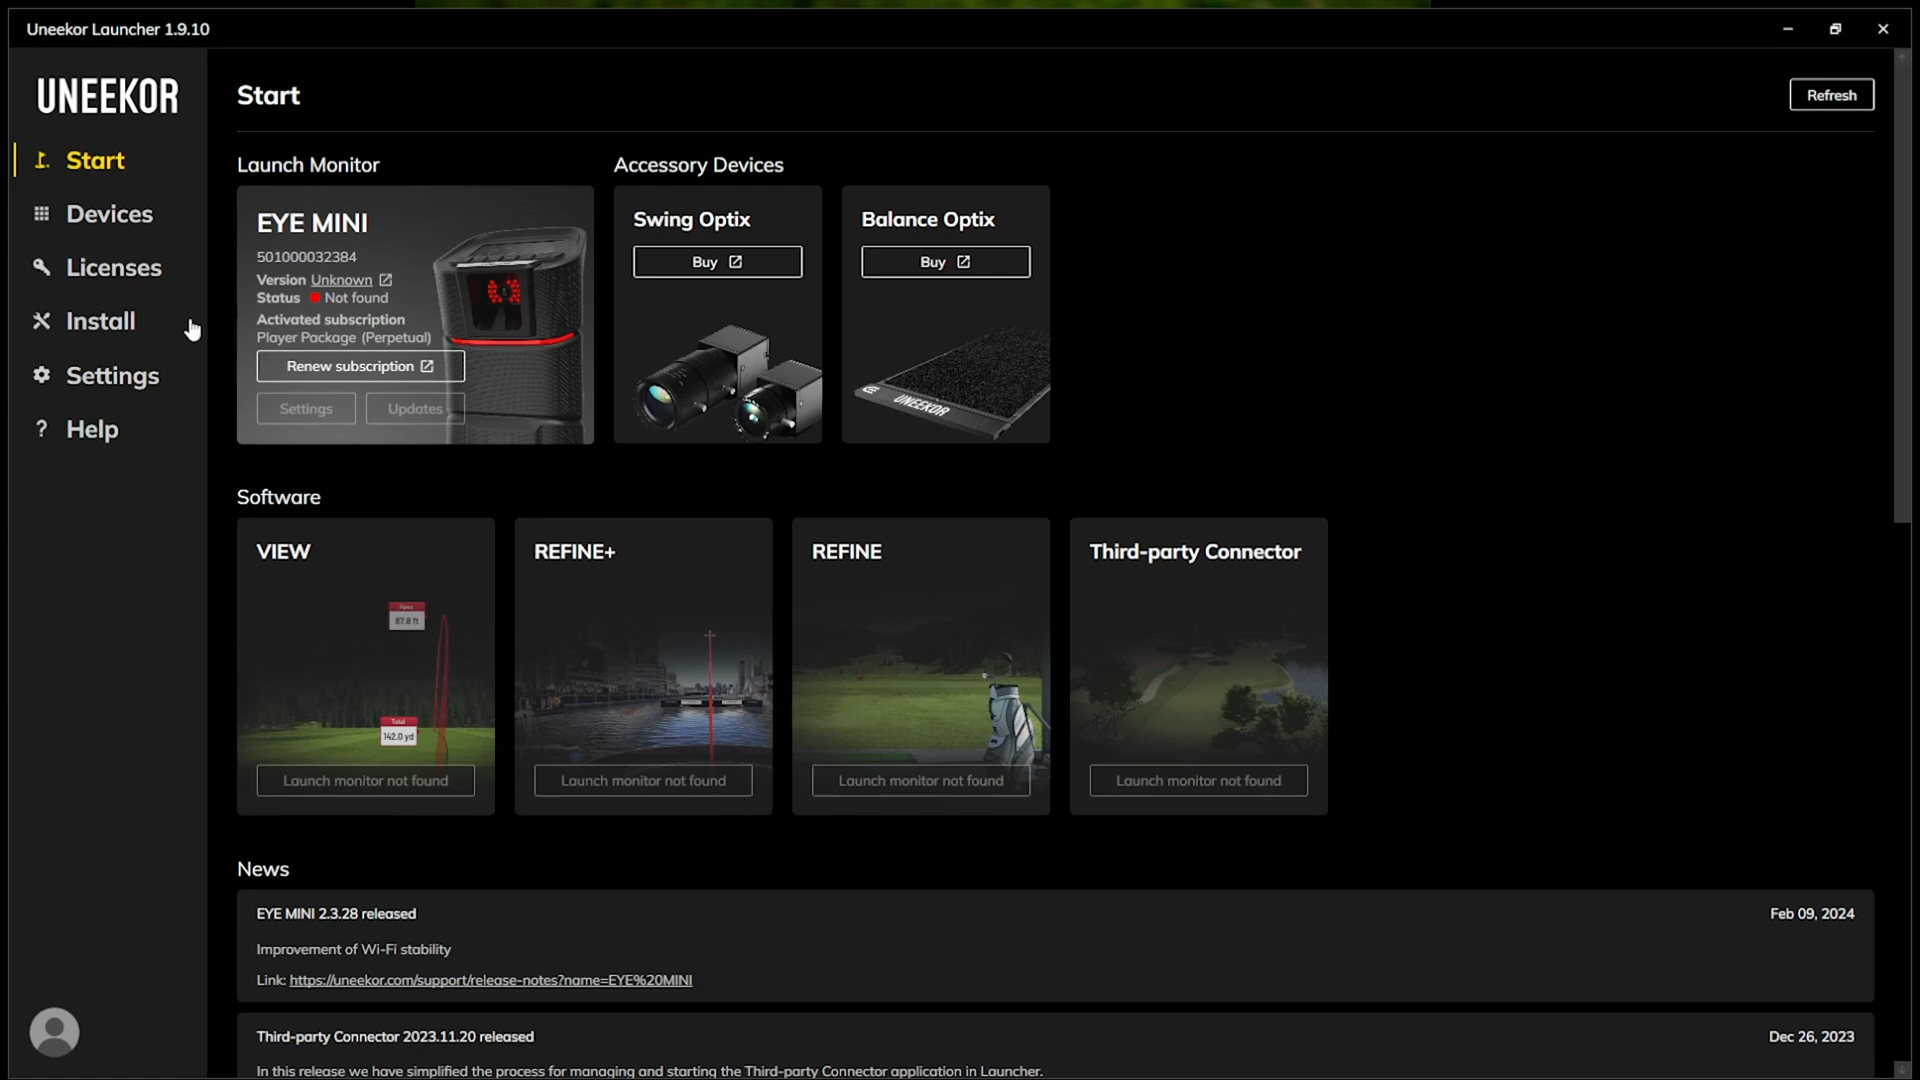 Uneekor Launcher 1.9.10
UNEEKOR
Start
Devices
Licenses
Install
Settings
? Help
Start
Refresh
Launch Monitor
Accessory Devices
EYE MINI
501000032384
Version Unknown
Status Not found
Activated subscription
Player Package (Perpetual)
Renew subscription
Settings
Updates
Swing Optix
Buy
Balance Optix
Buy
UNEEKOR
Software
VIEW
Apex
87.8 ft
Total
142.0 yd
Launch monitor not found
REFINE+
Launch monitor not found
REFINE
Launch monitor not found
Third-party Connector
Launch monitor not found
News
EYE MINI 2.3.28 released
Feb 09, 2024
Improvement of Wi-Fi stability
Link: https://uneekor.com/support/release-notes?name=EYE%20MINI
Third-party Connector 2023.11.20 released
Dec 26, 2023
In this release we have simplified the process for managing and starting the Third-party Connector application in Launcher.